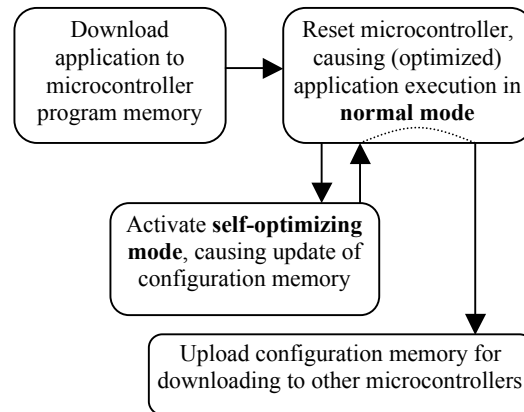 Download
application to
microcontroller
program memory
Reset microcontroller,
causing (optimized)
application execution in
normal mode
Activate self-optimizing
mode, causing update of
configuration memory
Upload configuration memory for
downloading to other microcontrollers